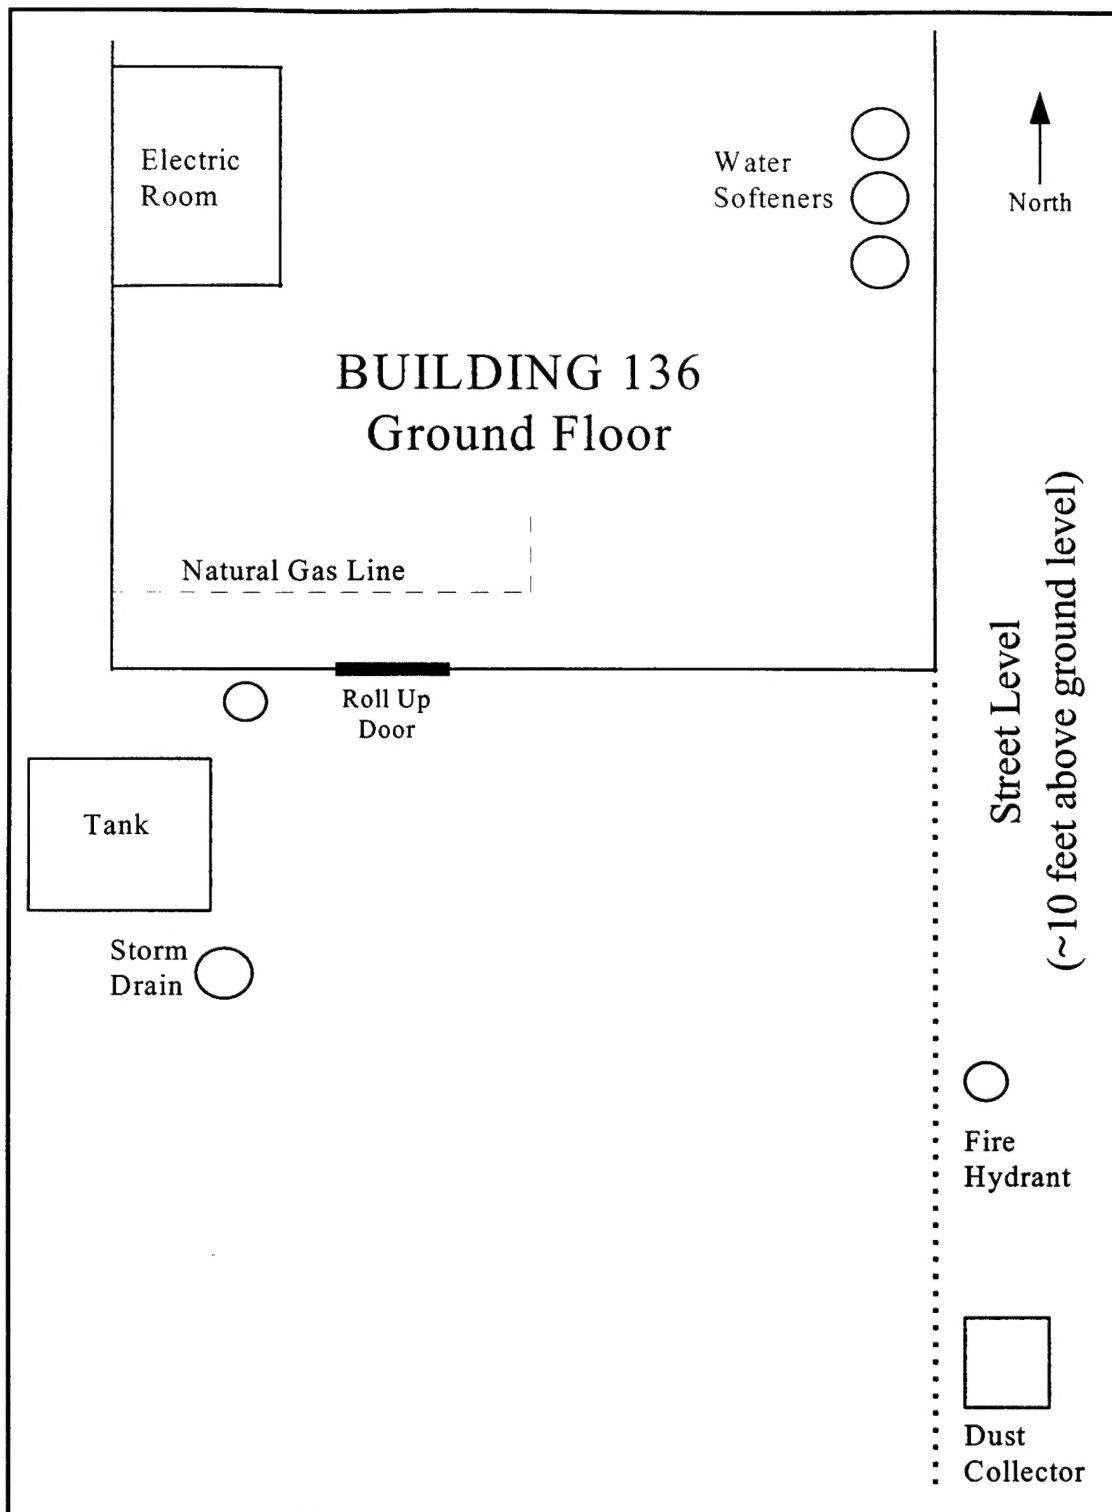 Electric
Room
Water
Softeners
North
BUILDING 136
Ground Floor
Natural Gas Line
Roll Up
Door
Street Level
(~10 feet above ground level)
Tank
Storm
Drain
Fire
Hydrant
Dust
Collector